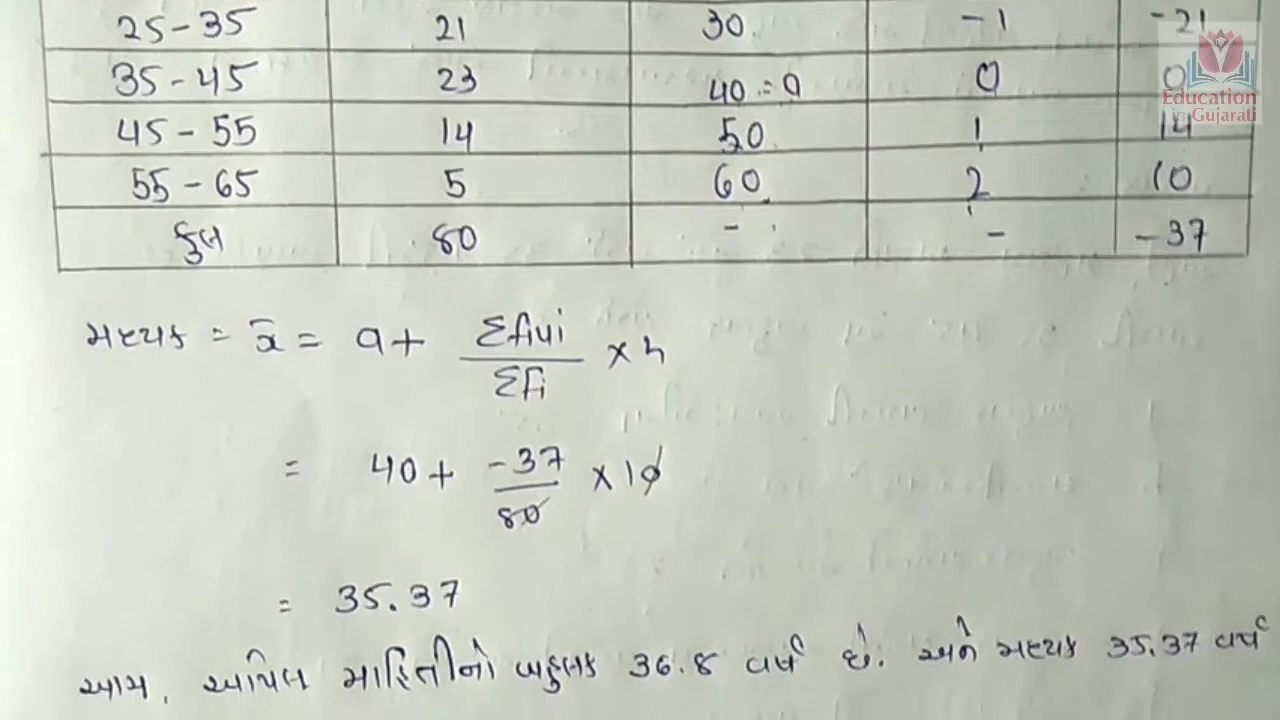 25-35 21 30 -1 -21
35-45 23 40=a 0 0
45-55 14 50 1 14
55-65 5 60 2 10
કુલ 80 - - -37
Education
in Gujarati
મધ્યક = x̄ = a + Σfiui / Σfi × h
= 40 + -37 / 80 × 10
= 35.37
આમ, આપેલ માહિતીનો બહુલક 36.8 વર્ષ છે. અને મધ્યક 35.37 વર્ષ